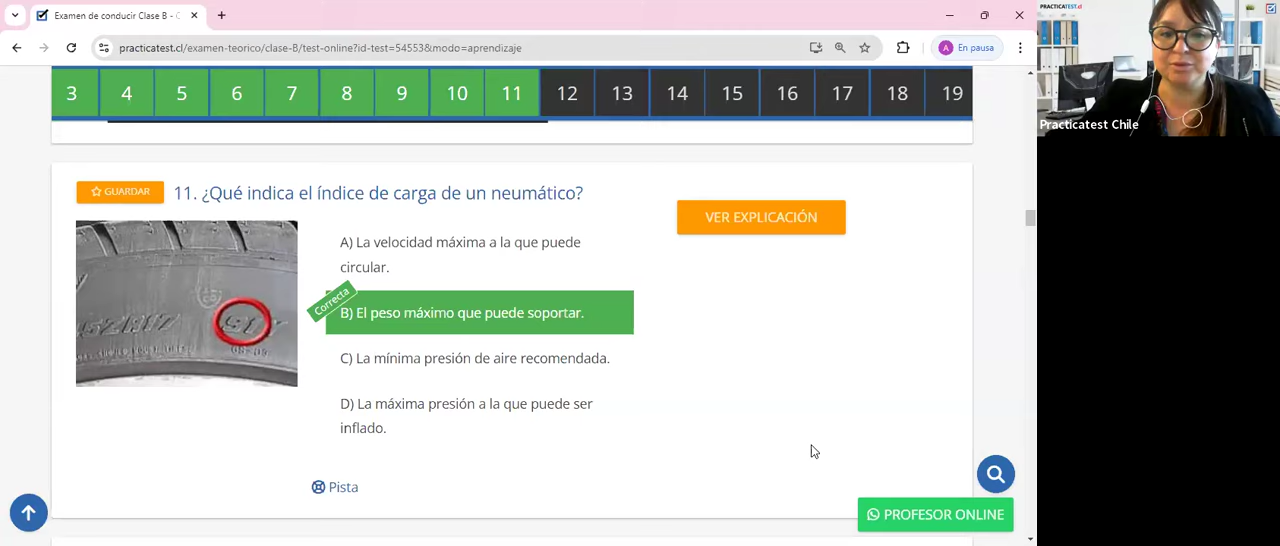 Examen de conducir Clase B - C
practicatest.cl/examen-teorico/clase-B/test-online?id-test=54553&modo=aprendizaje
A
En pausa
PRACTICATEST.cl
Practicatest Chile
3 4 5 6 7 8 9 10 11 12 13 14 15 16 17 18 19
GUARDAR
11. ¿Qué indica el índice de carga de un neumático?
VER EXPLICACIÓN
A) La velocidad máxima a la que puede
circular.
Correcta
B) El peso máximo que puede soportar.
C) La mínima presión de aire recomendada.
D) La máxima presión a la que puede ser
inflado.
Pista
PROFESOR ONLINE